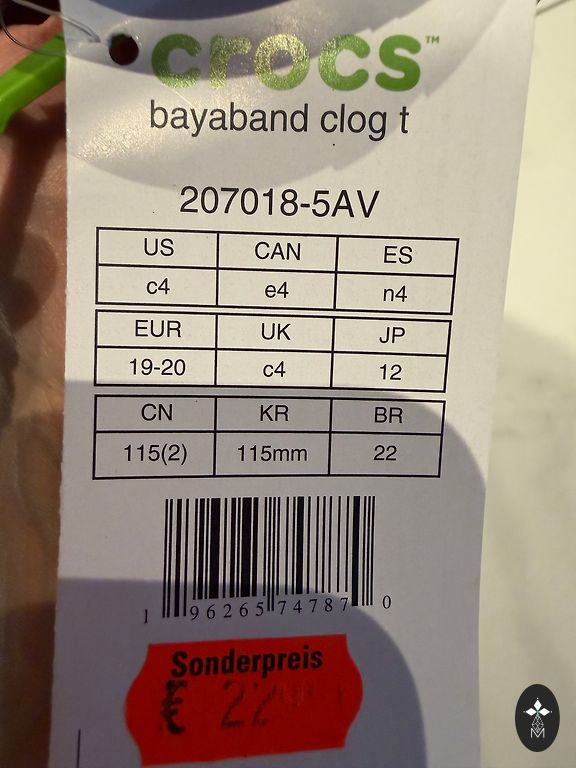 crocs™
bayaband clog t
207018-5AV
US CAN ES
c4 e4 n4
EUR UK JP
19-20 c4 12
CN KR BR
115(2) 115mm 22
1 96265 74787 0
Sonderpreis
€ 22
M